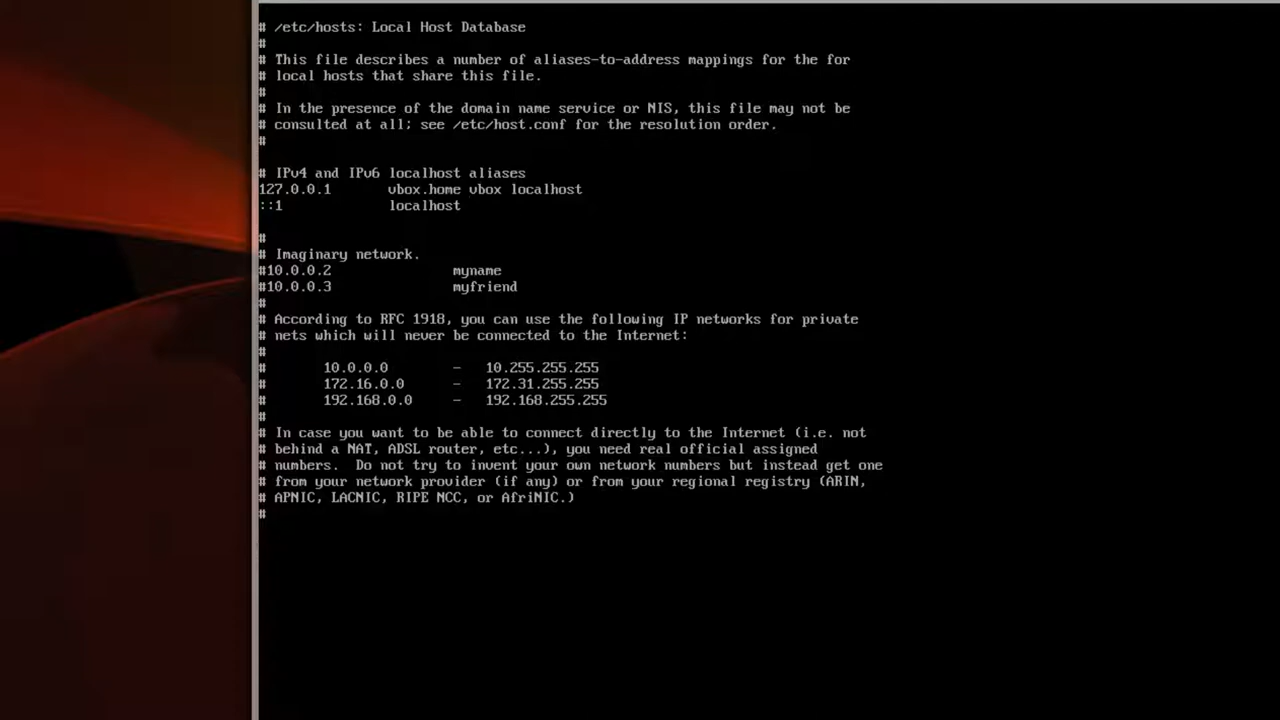 # /etc/hosts: Local Host Database
#
# This file describes a number of aliases-to-address mappings for the for
# local hosts that share this file.
#
# In the presence of the domain name service or NIS, this file may not be
# consulted at all; see /etc/host.conf for the resolution order.
#
# IPv4 and IPv6 localhost aliases
127.0.0.1 vbox.home vbox localhost
::1 localhost
#
# Imaginary network.
#10.0.0.2 myname
#10.0.0.3 myfriend
#
# According to RFC 1918, you can use the following IP networks for private
# nets which will never be connected to the Internet:
#
# 10.0.0.0 - 10.255.255.255
# 172.16.0.0 - 172.31.255.255
# 192.168.0.0 - 192.168.255.255
#
# In case you want to be able to connect directly to the Internet (i.e. not
# behind a NAT, ADSL router, etc...), you need real official assigned
# numbers. Do not try to invent your own network numbers but instead get one
# from your network provider (if any) or from your regional registry (ARIN,
# APNIC, LACNIC, RIPE NCC, or AfriNIC.)
#